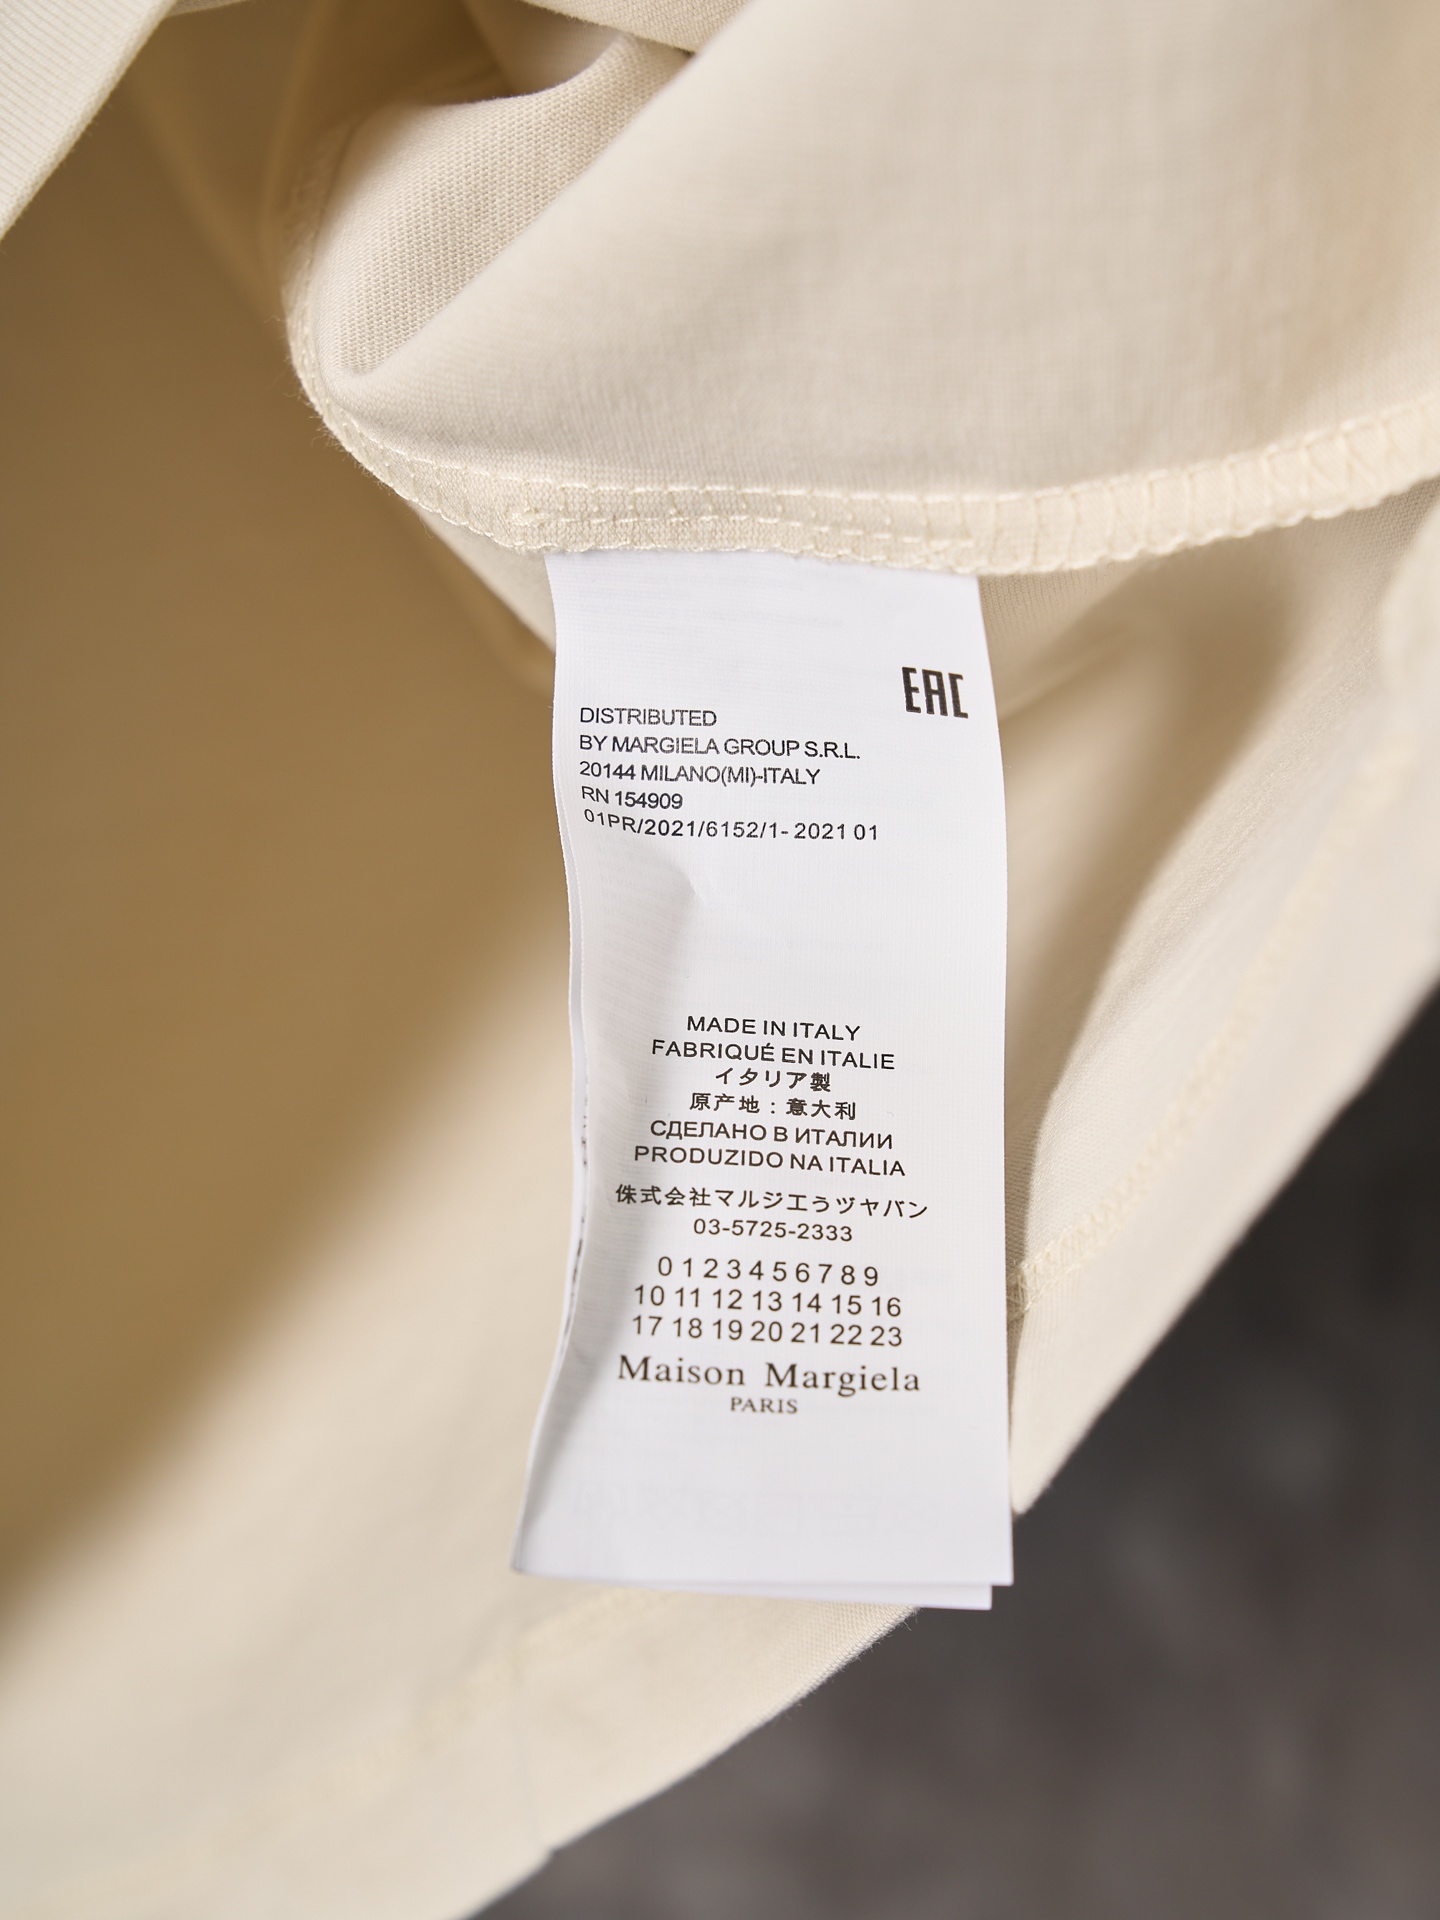 EAC
DISTRIBUTED
BY MARGIELA GROUP S.R.L.
20144 MILANO(MI)-ITALY
RN 154909
01PR/2021/6152/1- 2021 01
MADE IN ITALY
FABRIQUÉ EN ITALIE
イタリア製
原产地：意大利
СДЕЛАНО В ИТАЛИИ
PRODUZIDO NA ITALIA
侏式会社マルジエうヅヤバン
03-5725-2333
0 1 2 3 4 5 6 7 8 9
10 11 12 13 14 15 16
17 18 19 20 21 22 23
Maison Margiela
PARIS